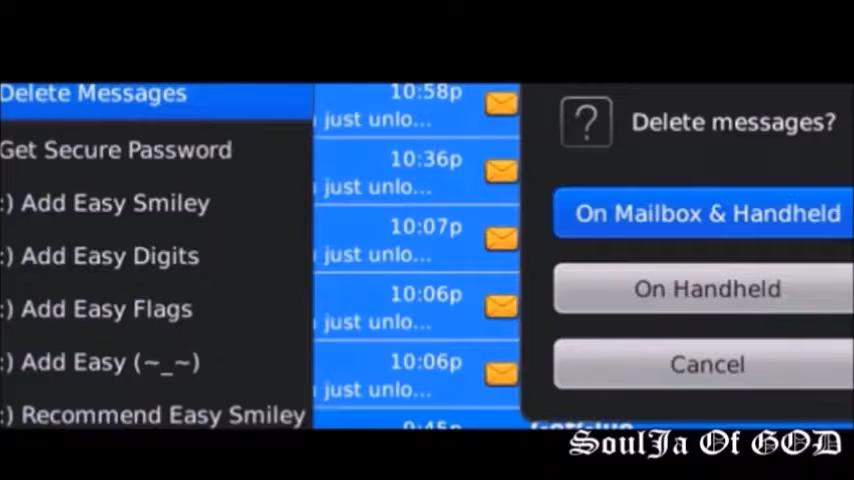 Delete Messages
Get Secure Password
:) Add Easy Smiley
:) Add Easy Digits
:) Add Easy Flags
:) Add Easy (~_~)
:) Recommend Easy Smiley
10:58p
just unlo...
10:36p
just unlo...
10:07p
just unlo...
10:06p
just unlo...
10:06p
just unlo...
Delete messages?
On Mailbox & Handheld
On Handheld
Cancel
SoulJa Of GOD